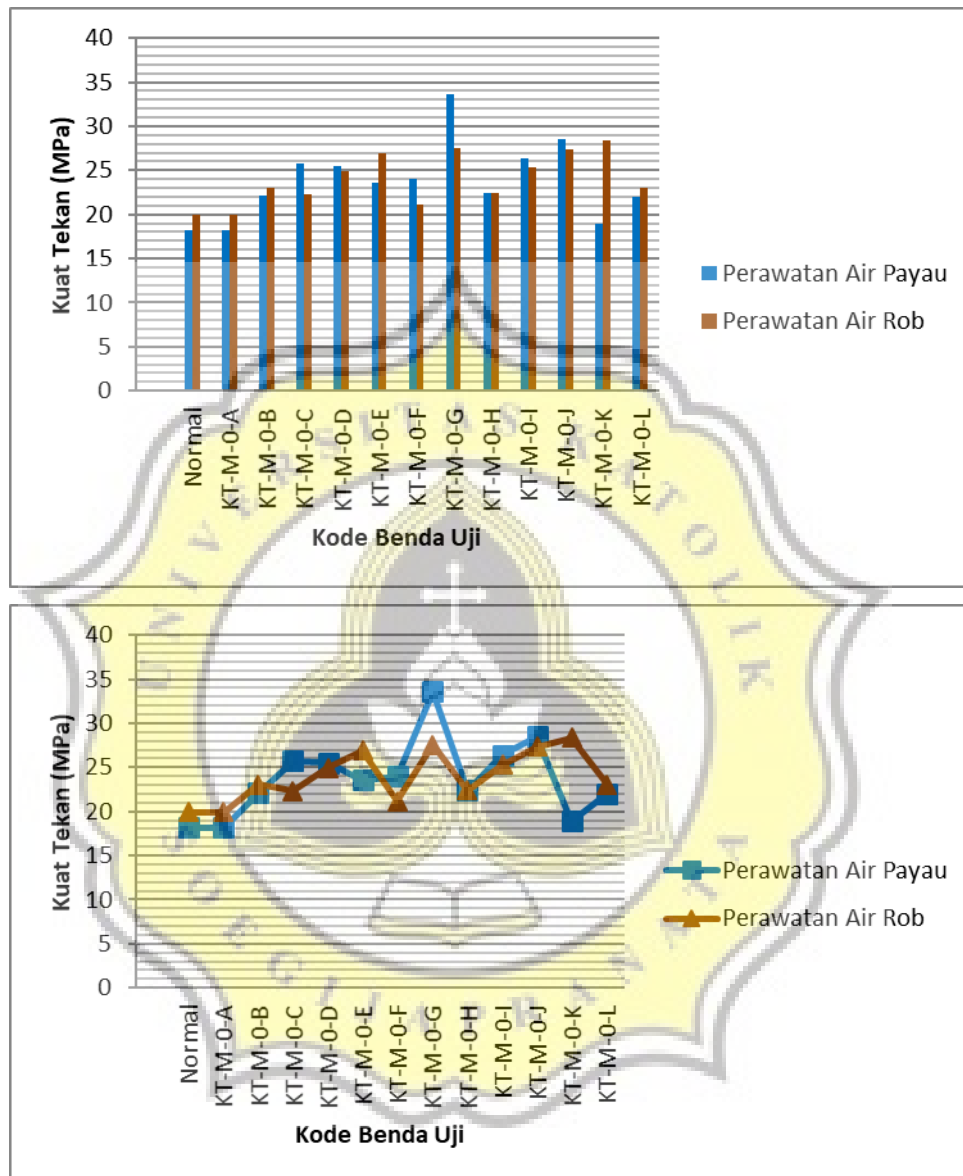 40
35
30
25
20
15
10
5
0
Kuat Tekan (MPa)
Normal
KT-M-0-A
KT-M-0-B
KT-M-0-C
KT-M-0-D
KT-M-0-E
KT-M-0-F
KT-M-0-G
KT-M-0-H
KT-M-0-I
KT-M-0-J
KT-M-0-K
KT-M-0-L
Kode Benda Uji
Perawatan Air Payau
Perawatan Air Rob
UNIVERSITAS KATOLIK
40
35
30
25
20
15
10
5
0
Kuat Tekan (MPa)
Normal
KT-M-0-A
KT-M-0-B
KT-M-0-C
KT-M-0-D
KT-M-0-E
KT-M-0-F
KT-M-0-G
KT-M-0-H
KT-M-0-I
KT-M-0-J
KT-M-0-K
KT-M-0-L
Kode Benda Uji
Perawatan Air Payau
Perawatan Air Rob
SOEGIJAPRANATA